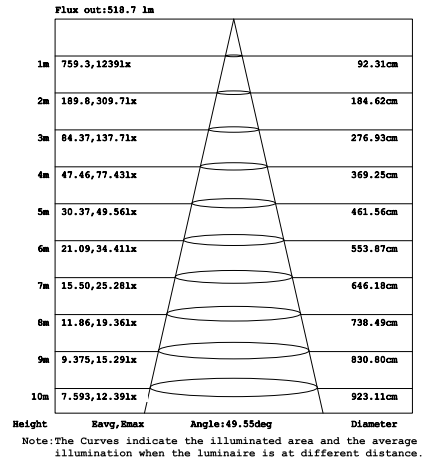 Flux out:518.7 lm
1m 759.3,1239lx 92.31cm
2m 189.8,309.7lx 184.62cm
3m 84.37,137.7lx 276.93cm
4m 47.46,77.43lx 369.25cm
5m 30.37,49.56lx 461.56cm
6m 21.09,34.41lx 553.87cm
7m 15.50,25.28lx 646.18cm
8m 11.86,19.36lx 738.49cm
9m 9.375,15.29lx 830.80cm
10m 7.593,12.39lx 923.11cm
Height Eavg,Emax Angle:49.55deg Diameter
Note:The Curves indicate the illuminated area and the average
illumination when the luminaire is at different distance.